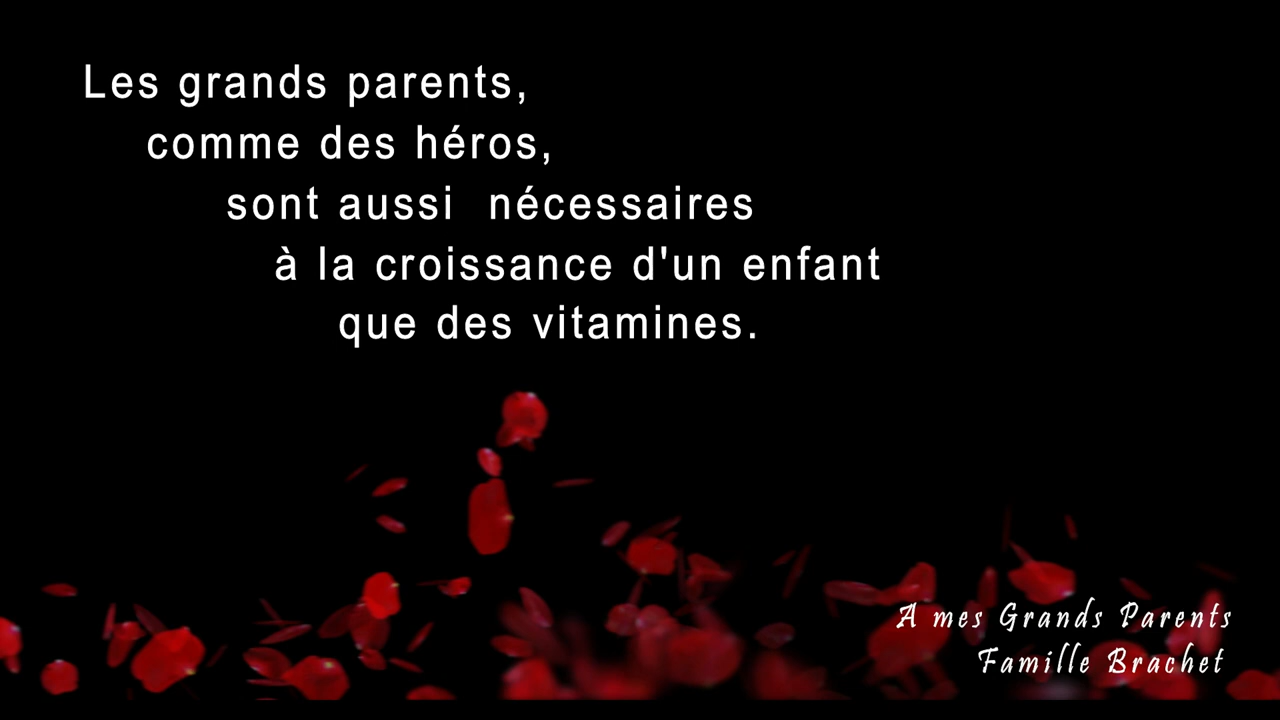 Les grands parents,
comme des héros,
sont aussi nécessaires
à la croissance d'un enfant
que des vitamines.
A mes Grands Parents
Famille Brachet